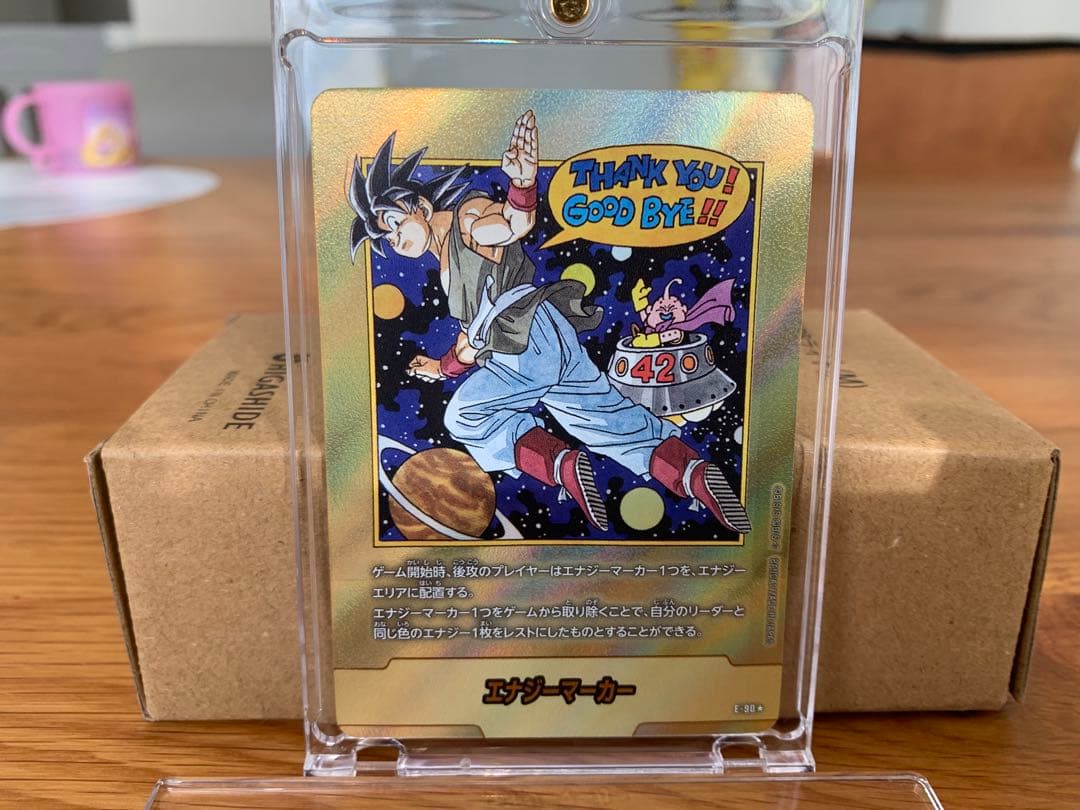 THANK YOU!
GOOD BYE!!
42
ゲーム開始時、後攻のプレイヤーはエナジーマーカー1つを、エナジー
エリアに配置する。
エナジーマーカー1つをゲームから取り除くことで、自分のリーダーと
同じ色のエナジー1枚をレストにしたものとすることができる。
エナジーマーカー
E-90★
OHGASHIDE
MADE IN CHINA